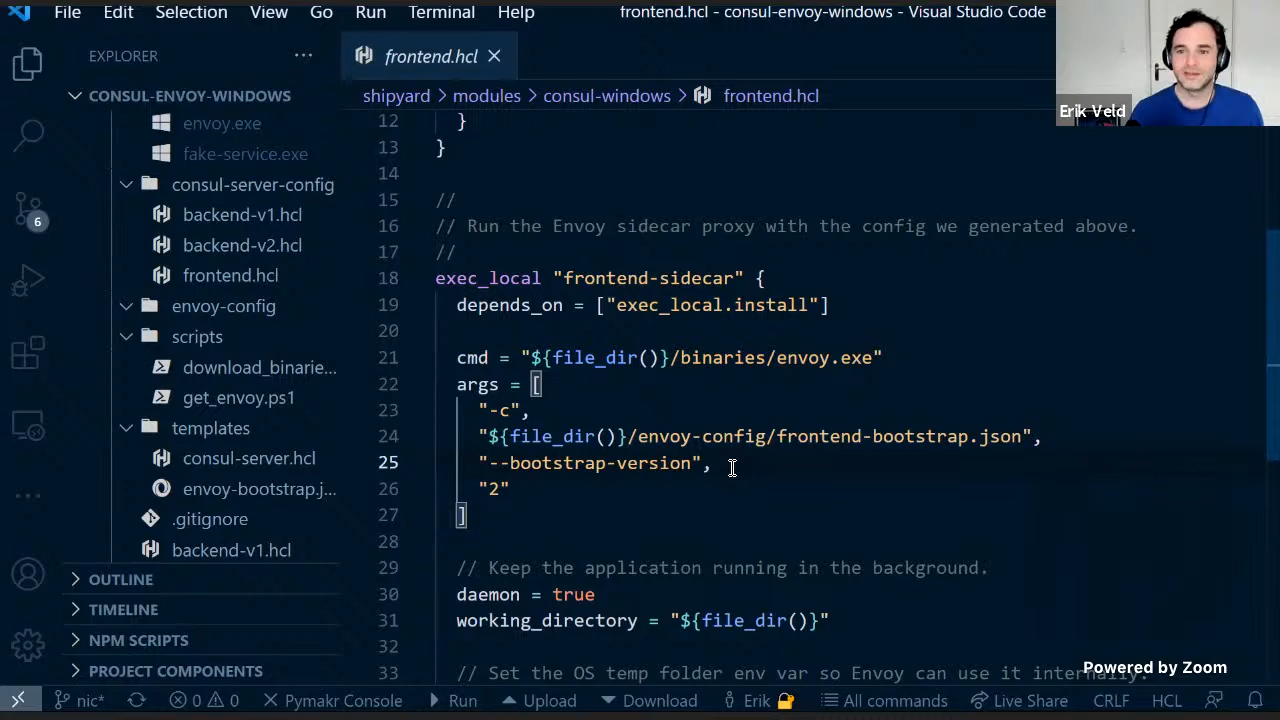 File Edit Selection View Go Run Terminal Help frontend.hcl - consul-envoy-windows - Visual Studio Code
EXPLORER ...
frontend.hcl
CONSUL-ENVOY-WINDOWS
envoy.exe
fake-service.exe
consul-server-config
backend-v1.hcl
backend-v2.hcl
frontend.hcl
envoy-config
scripts
download_binarie...
get_envoy.ps1
templates
consul-server.hcl
envoy-bootstrap.j...
.gitignore
backend-v1.hcl
OUTLINE
TIMELINE
NPM SCRIPTS
PROJECT COMPONENTS
6
shipyard > modules > consul-windows > frontend.hcl
12 }
13 }
14
15 //
16 // Run the Envoy sidecar proxy with the config we generated above.
17 //
18 exec_local "frontend-sidecar" {
19 depends_on = ["exec_local.install"]
20
21 cmd = "${file_dir()}/binaries/envoy.exe"
22 args = [
23 "-c",
24 "${file_dir()}/envoy-config/frontend-bootstrap.json",
25 "--bootstrap-version",
26 "2"
27 ]
28
29 // Keep the application running in the background.
30 daemon = true
31 working_directory = "${file_dir()}"
32
33 // Set the OS temp folder env var so Envoy can use it internally.
Erik Veld
Powered by Zoom
nic* 0 0 Pymakr Console Run Upload Download Erik All commands Live Share CRLF HCL